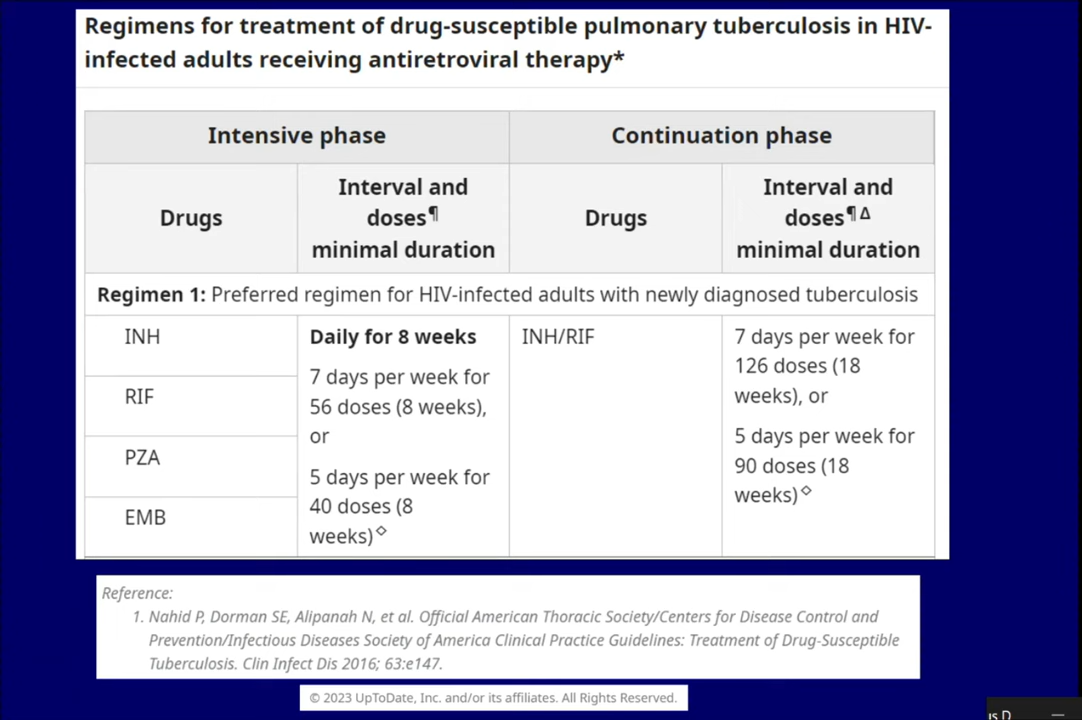 Regimens for treatment of drug-susceptible pulmonary tuberculosis in HIV-
infected adults receiving antiretroviral therapy*
Intensive phase
Continuation phase
Drugs
Interval and
doses¶
minimal duration
Drugs
Interval and
doses¶ Δ
minimal duration
Regimen 1: Preferred regimen for HIV-infected adults with newly diagnosed tuberculosis
INH
RIF
PZA
EMB
Daily for 8 weeks
7 days per week for
56 doses (8 weeks),
or
5 days per week for
40 doses (8
weeks)◇
INH/RIF
7 days per week for
126 doses (18
weeks), or
5 days per week for
90 doses (18
weeks)◇
Reference:
1. Nahid P, Dorman SE, Alipanah N, et al. Official American Thoracic Society/Centers for Disease Control and
Prevention/Infectious Diseases Society of America Clinical Practice Guidelines: Treatment of Drug-Susceptible
Tuberculosis. Clin Infect Dis 2016; 63:e147.
© 2023 UpToDate, Inc. and/or its affiliates. All Rights Reserved.